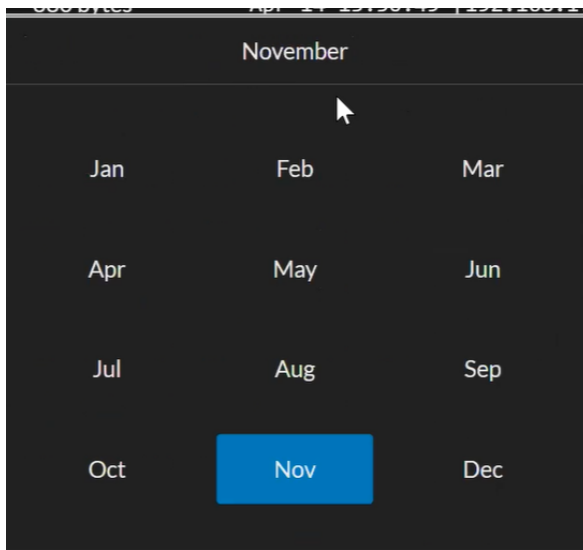 November
Jan Feb Mar
Apr May Jun
Jul Aug Sep
Oct Nov Dec